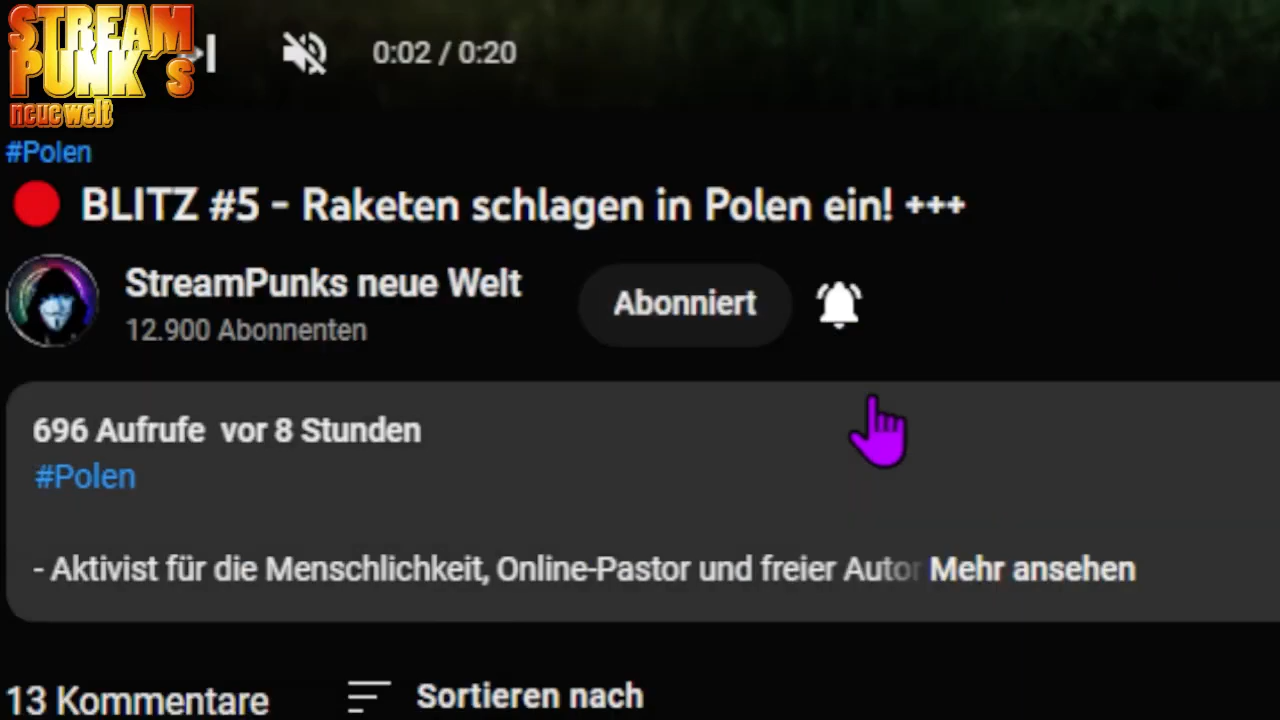 STREAM
PUNK´s
neue welt
0:02 / 0:20
#Polen
BLITZ #5 - Raketen schlagen in Polen ein! +++
StreamPunks neue Welt
Abonniert
12.900 Abonnenten
696 Aufrufe vor 8 Stunden
#Polen
- Aktivist für die Menschlichkeit, Online-Pastor und freier Autor Mehr ansehen
13 Kommentare
Sortieren nach